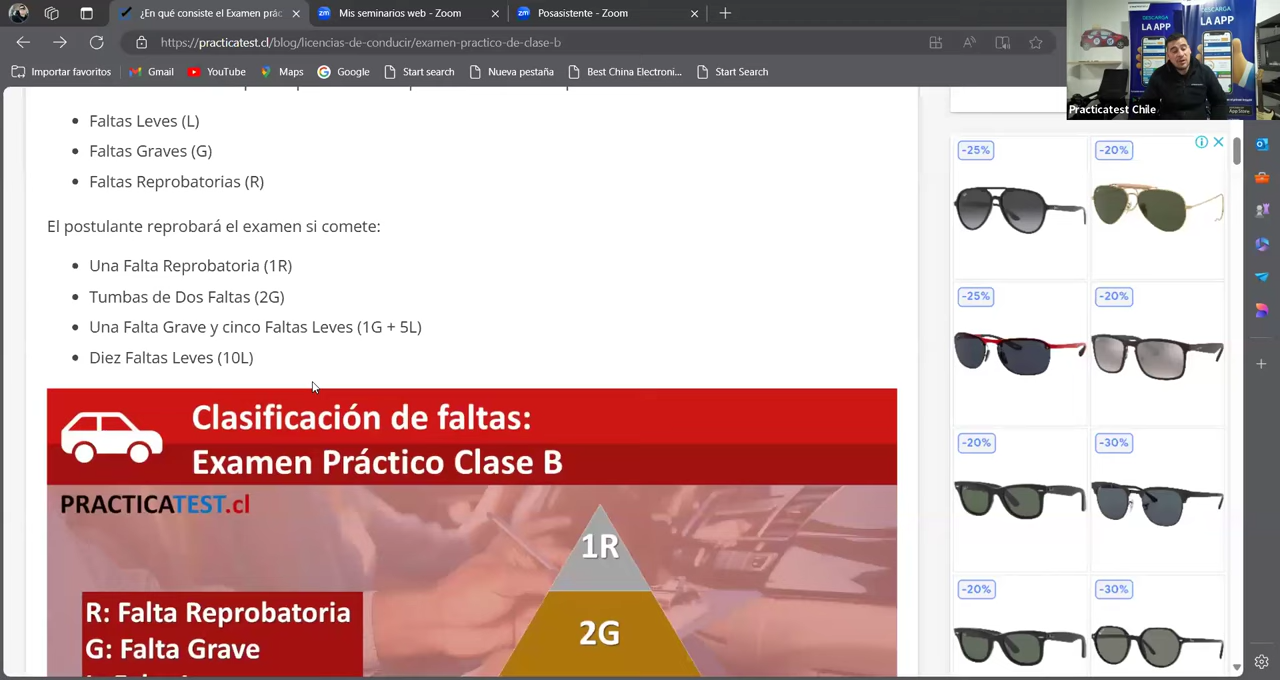 ¿En qué consiste el Examen prác
Mis seminarios web - Zoom
Posasistente - Zoom
https://practicatest.cl/blog/licencias-de-conducir/examen-practico-de-clase-b
Importar favoritos
Gmail
YouTube
Maps
Google
Start search
Nueva pestaña
Best China Electroni...
Start Search
DESCARGA
LA APP
DESCARGA
LA APP
Practicatest Chile
Faltas Leves (L)
Faltas Graves (G)
Faltas Reprobatorias (R)
El postulante reprobará el examen si comete:
Una Falta Reprobatoria (1R)
Tumbas de Dos Faltas (2G)
Una Falta Grave y cinco Faltas Leves (1G + 5L)
Diez Faltas Leves (10L)
Clasificación de faltas:
Examen Práctico Clase B
PRACTICATEST.cl
1R
2G
R: Falta Reprobatoria
G: Falta Grave
-25%
-20%
-25%
-20%
-20%
-30%
-20%
-30%